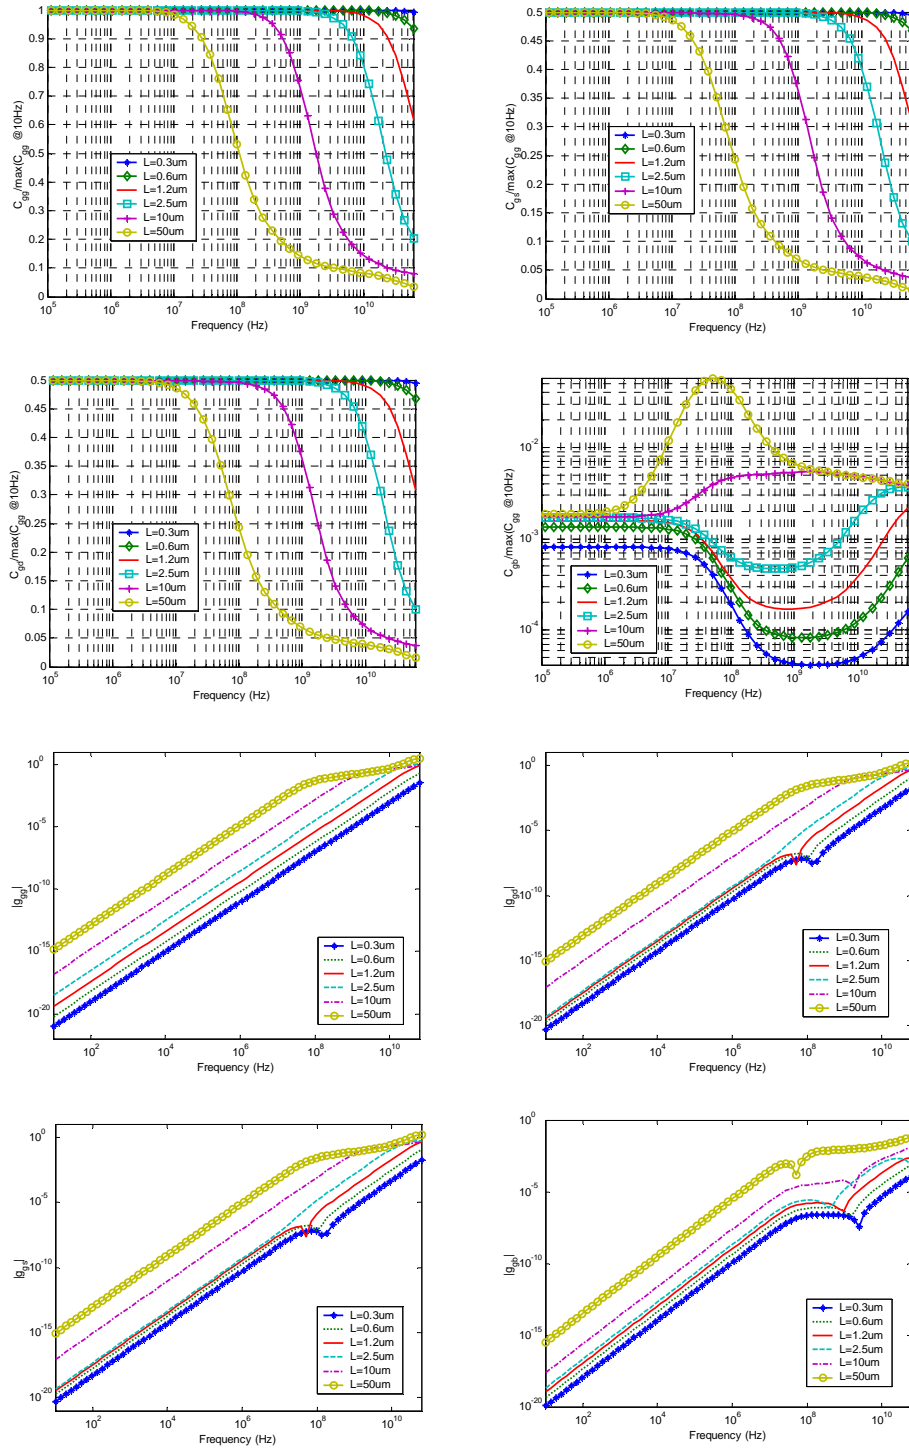 1
0.9
0.8
0.7
0.6
0.5
0.4
0.3
0.2
0.1
0
C_gg/max(C_gg @10Hz)
L=0.3um
L=0.6um
L=1.2um
L=2.5um
L=10um
L=50um
10^5 10^6 10^7 10^8 10^9 10^10
Frequency (Hz)
0.5
0.45
0.4
0.35
0.3
0.25
0.2
0.15
0.1
0.05
0
C_gs/max(C_gg @10Hz)
L=0.3um
L=0.6um
L=1.2um
L=2.5um
L=10um
L=50um
10^5 10^6 10^7 10^8 10^9 10^10
Frequency (Hz)
0.5
0.45
0.4
0.35
0.3
0.25
0.2
0.15
0.1
0.05
0
C_gd/max(C_gg @10Hz)
L=0.3um
L=0.6um
L=1.2um
L=2.5um
L=10um
L=50um
10^5 10^6 10^7 10^8 10^9 10^10
Frequency (Hz)
10^-2
10^-3
10^-4
C_gb/max(C_gg @10Hz)
L=0.3um
L=0.6um
L=1.2um
L=2.5um
L=10um
L=50um
10^5 10^6 10^7 10^8 10^9 10^10
Frequency (Hz)
10^0
10^-5
10^-10
10^-15
10^-20
|g_gg|
L=0.3um
L=0.6um
L=1.2um
L=2.5um
L=10um
L=50um
10^2 10^4 10^6 10^8 10^10
Frequency (Hz)
10^0
10^-5
10^-10
10^-15
10^-20
|g_gd|
L=0.3um
L=0.6um
L=1.2um
L=2.5um
L=10um
L=50um
10^2 10^4 10^6 10^8 10^10
Frequency (Hz)
10^0
10^-5
10^-10
10^-15
10^-20
|g_gs|
L=0.3um
L=0.6um
L=1.2um
L=2.5um
L=10um
L=50um
10^2 10^4 10^6 10^8 10^10
Frequency (Hz)
10^0
10^-5
10^-10
10^-15
10^-20
|g_gb|
L=0.3um
L=0.6um
L=1.2um
L=2.5um
L=10um
L=50um
10^2 10^4 10^6 10^8 10^10
Frequency (Hz)